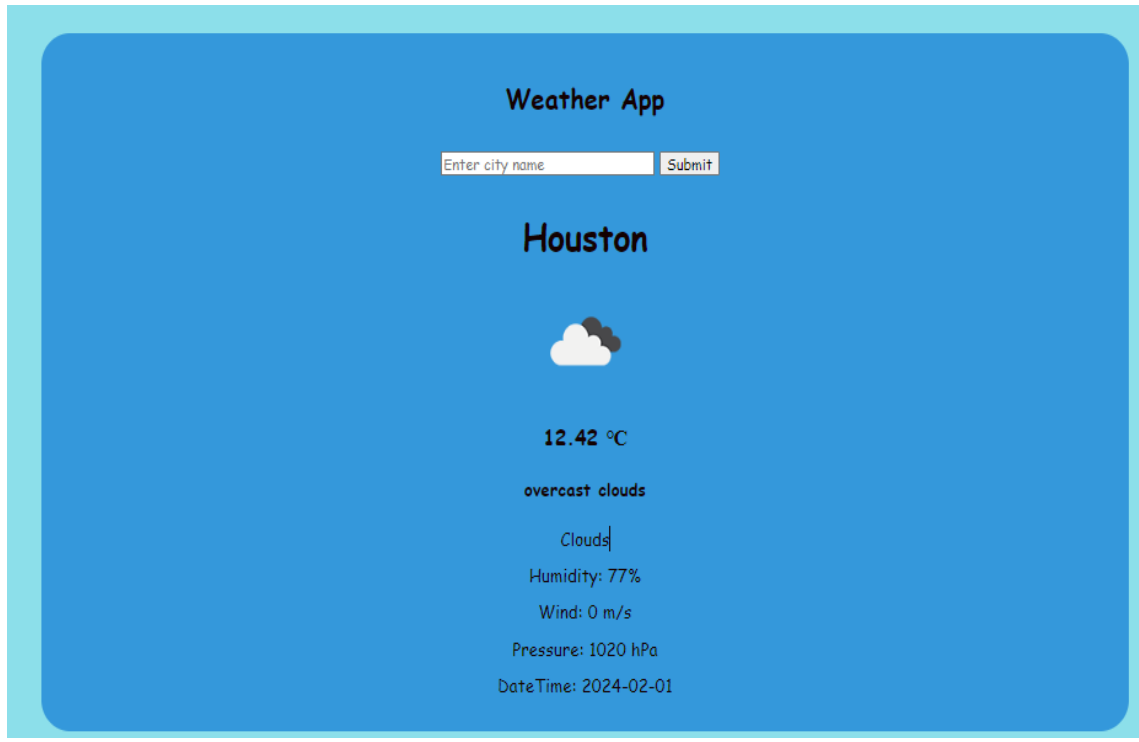 Weather App
Enter city name Submit
Houston
12.42 °C
overcast clouds
Clouds
Humidity: 77%
Wind: 0 m/s
Pressure: 1020 hPa
DateTime: 2024-02-01